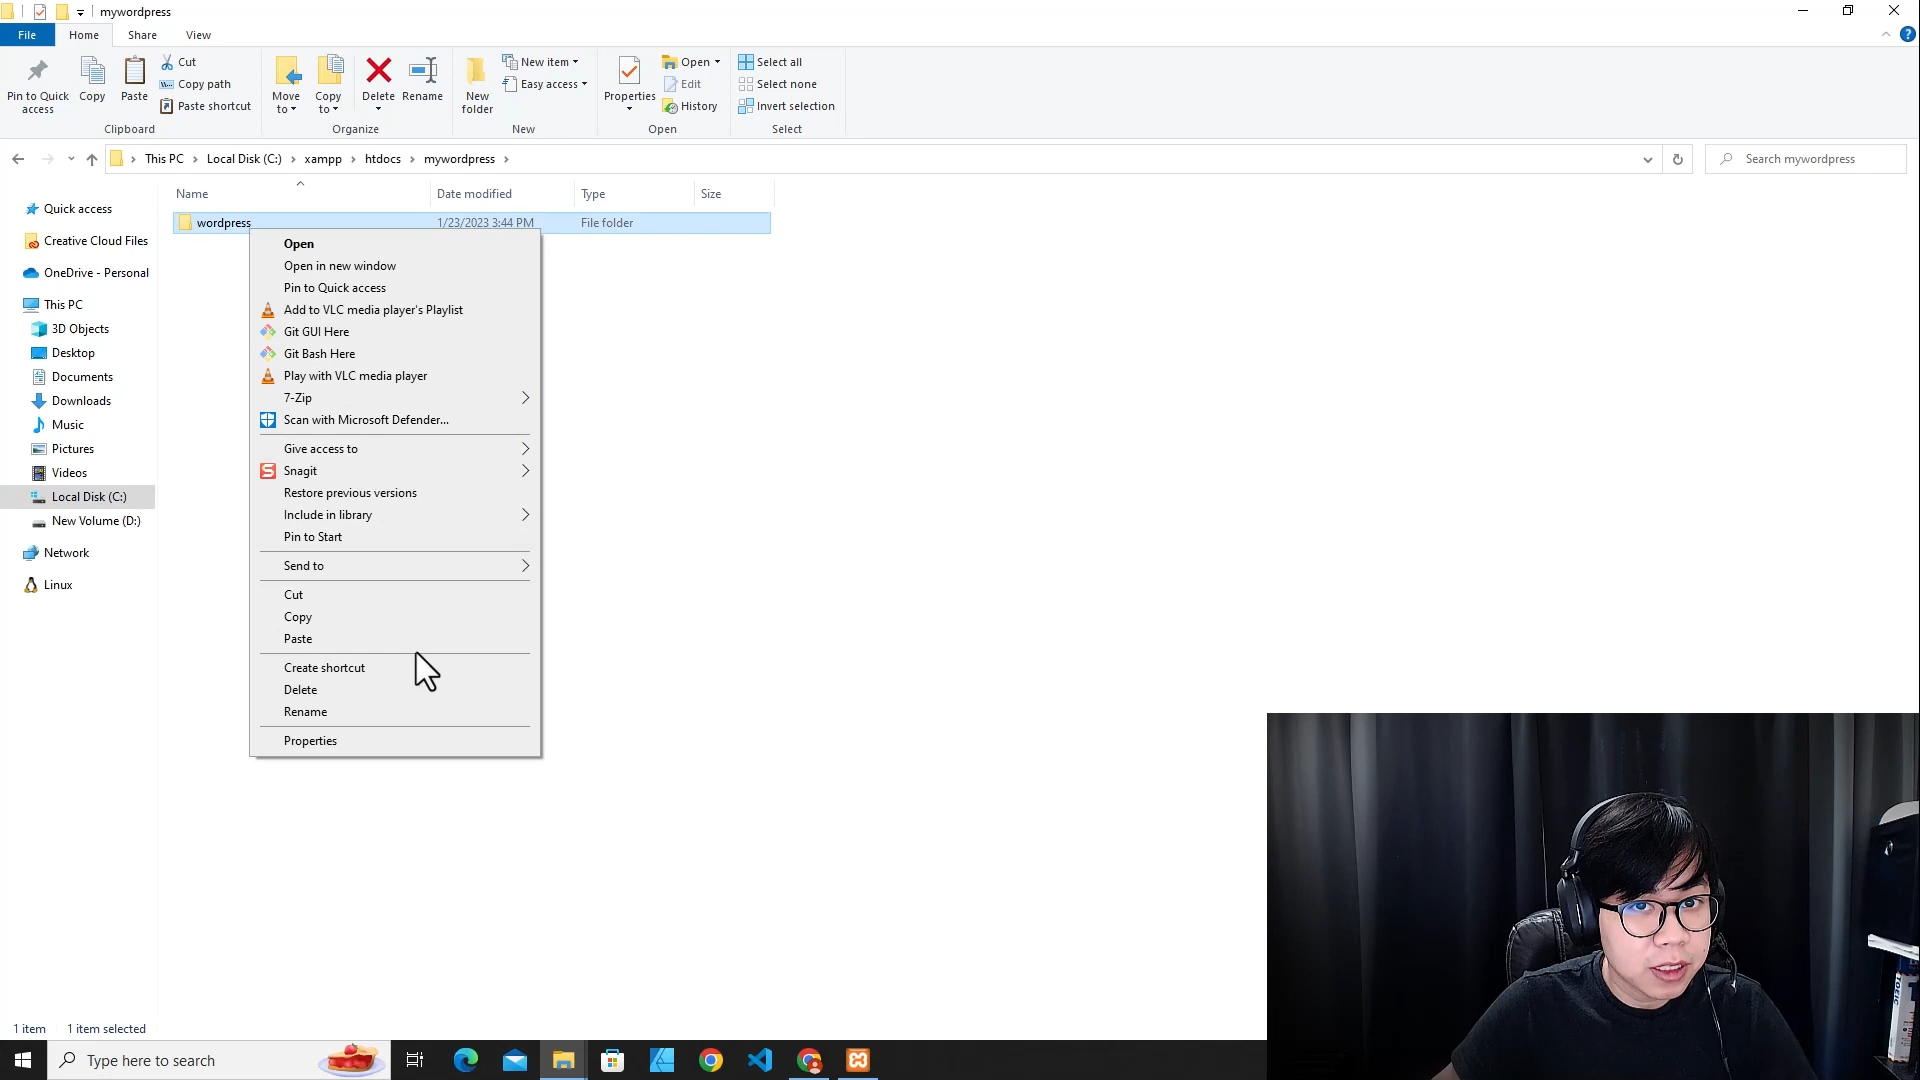 mywordpress
File Home Share View
Pin to Quick access
Copy
Paste
Cut
Copy path
Paste shortcut
Clipboard
Move to
Copy to
Delete
Rename
Organize
New folder
New item
Easy access
New
Properties
Open
Edit
History
Open
Select all
Select none
Invert selection
Select
This PC > Local Disk (C:) > xampp > htdocs > mywordpress >
Search mywordpress
Name Date modified Type Size
wordpress 1/23/2023 3:44 PM File folder
Quick access
Creative Cloud Files
OneDrive - Personal
This PC
3D Objects
Desktop
Documents
Downloads
Music
Pictures
Videos
Local Disk (C:)
New Volume (D:)
Network
Linux
Open
Open in new window
Pin to Quick access
Add to VLC media player's Playlist
Git GUI Here
Git Bash Here
Play with VLC media player
7-Zip
Scan with Microsoft Defender...
Give access to
Snagit
Restore previous versions
Include in library
Pin to Start
Send to
Cut
Copy
Paste
Create shortcut
Delete
Rename
Properties
1 item 1 item selected
Type here to search
TOEIC